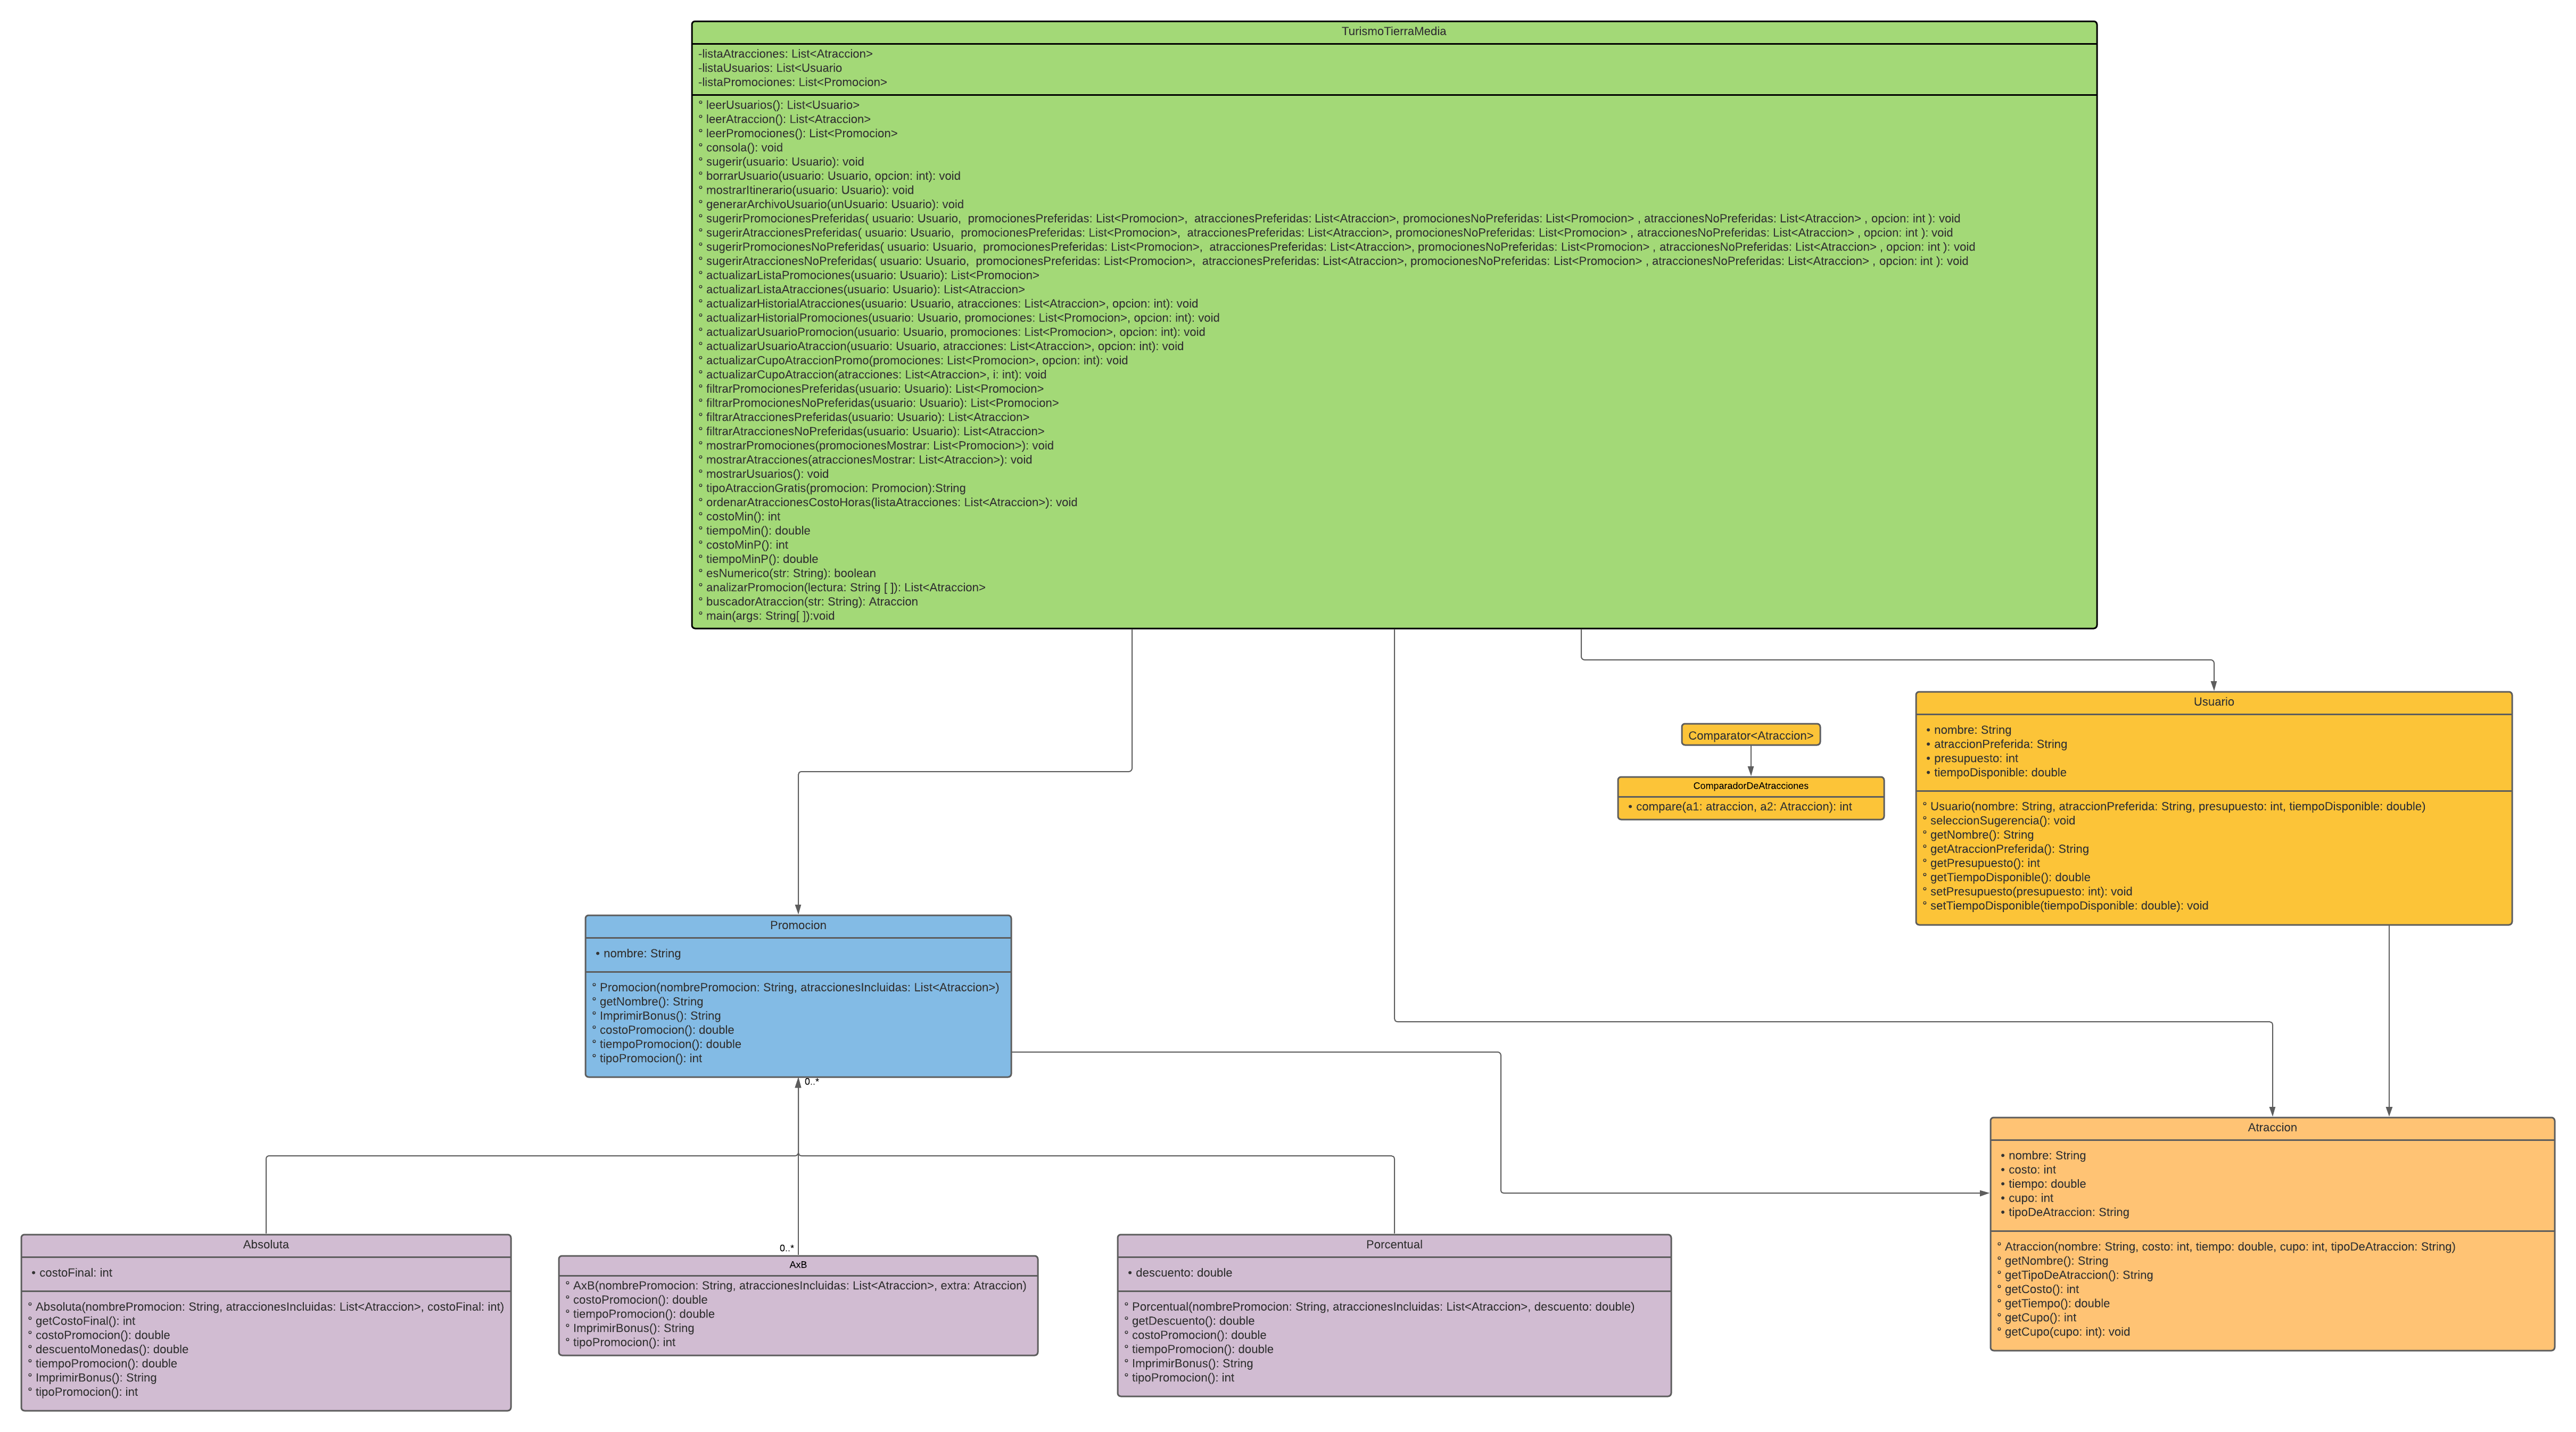 TurismoTierraMedia
-listaAtracciones: List<Atraccion>
-listaUsuarios: List<Usuario
-listaPromociones: List<Promocion>
° leerUsuarios(): List<Usuario>
° leerAtraccion(): List<Atraccion>
° leerPromociones(): List<Promocion>
° consola(): void
° sugerir(usuario: Usuario): void
° borrarUsuario(usuario: Usuario, opcion: int): void
° mostrarItinerario(usuario: Usuario): void
° generarArchivoUsuario(unUsuario: Usuario): void
° sugerirPromocionesPreferidas( usuario: Usuario,  promocionesPreferidas: List<Promocion>,  atraccionesPreferidas: List<Atraccion>, promocionesNoPreferidas: List<Promocion> , atraccionesNoPreferidas: List<Atraccion> , opcion: int ): void
° sugerirAtraccionesPreferidas( usuario: Usuario,  promocionesPreferidas: List<Promocion>,  atraccionesPreferidas: List<Atraccion>, promocionesNoPreferidas: List<Promocion> , atraccionesNoPreferidas: List<Atraccion> , opcion: int ): void
° sugerirPromocionesNoPreferidas( usuario: Usuario,  promocionesPreferidas: List<Promocion>,  atraccionesPreferidas: List<Atraccion>, promocionesNoPreferidas: List<Promocion> , atraccionesNoPreferidas: List<Atraccion> , opcion: int ): void
° sugerirAtraccionesNoPreferidas( usuario: Usuario,  promocionesPreferidas: List<Promocion>,  atraccionesPreferidas: List<Atraccion>, promocionesNoPreferidas: List<Promocion> , atraccionesNoPreferidas: List<Atraccion> , opcion: int ): void
° actualizarListaPromociones(usuario: Usuario): List<Promocion>
° actualizarListaAtracciones(usuario: Usuario): List<Atraccion>
° actualizarHistorialAtracciones(usuario: Usuario, atracciones: List<Atraccion>, opcion: int): void
° actualizarHistorialPromociones(usuario: Usuario, promociones: List<Promocion>, opcion: int): void
° actualizarUsuarioPromocion(usuario: Usuario, promociones: List<Promocion>, opcion: int): void
° actualizarUsuarioAtraccion(usuario: Usuario, atracciones: List<Atraccion>, opcion: int): void
° actualizarCupoAtraccionPromo(promociones: List<Promocion>, opcion: int): void
° actualizarCupoAtraccion(atracciones: List<Atraccion>, i: int): void
° filtrarPromocionesPreferidas(usuario: Usuario): List<Promocion>
° filtrarPromocionesNoPreferidas(usuario: Usuario): List<Promocion>
° filtrarAtraccionesPreferidas(usuario: Usuario): List<Atraccion>
° filtrarAtraccionesNoPreferidas(usuario: Usuario): List<Atraccion>
° mostrarPromociones(promocionesMostrar: List<Promocion>): void
° mostrarAtracciones(atraccionesMostrar: List<Atraccion>): void
° mostrarUsuarios(): void
° tipoAtraccionGratis(promocion: Promocion):String
° ordenarAtraccionesCostoHoras(listaAtracciones: List<Atraccion>): void
° costoMin(): int
° tiempoMin(): double
° costoMinP(): int
° tiempoMinP(): double
° esNumerico(str: String): boolean
° analizarPromocion(lectura: String [ ]): List<Atraccion>
° buscadorAtraccion(str: String): Atraccion
° main(args: String[ ]):void
Usuario
• nombre: String
• atraccionPreferida: String
• presupuesto: int
• tiempoDisponible: double
° Usuario(nombre: String, atraccionPreferida: String, presupuesto: int, tiempoDisponible: double)
° seleccionSugerencia(): void
° getNombre(): String
° getAtraccionPreferida(): String
° getPresupuesto(): int
° getTiempoDisponible(): double
° setPresupuesto(presupuesto: int): void
° setTiempoDisponible(tiempoDisponible: double): void
Comparator<Atraccion>
ComparadorDeAtracciones
• compare(a1: atraccion, a2: Atraccion): int
Promocion
• nombre: String
° Promocion(nombrePromocion: String, atraccionesIncluidas: List<Atraccion>)
° getNombre(): String
° ImprimirBonus(): String
° costoPromocion(): double
° tiempoPromocion(): double
° tipoPromocion(): int
0..*
Atraccion
• nombre: String
• costo: int
• tiempo: double
• cupo: int
• tipoDeAtraccion: String
° Atraccion(nombre: String, costo: int, tiempo: double, cupo: int, tipoDeAtraccion: String)
° getNombre(): String
° getTipoDeAtraccion(): String
° getCosto(): int
° getTiempo(): double
° getCupo(): int
° getCupo(cupo: int): void
Absoluta
• costoFinal: int
° Absoluta(nombrePromocion: String, atraccionesIncluidas: List<Atraccion>, costoFinal: int)
° getCostoFinal(): int
° costoPromocion(): double
° descuentoMonedas(): double
° tiempoPromocion(): double
° ImprimirBonus(): String
° tipoPromocion(): int
0..*
AxB
° AxB(nombrePromocion: String, atraccionesIncluidas: List<Atraccion>, extra: Atraccion)
° costoPromocion(): double
° tiempoPromocion(): double
° ImprimirBonus(): String
° tipoPromocion(): int
Porcentual
• descuento: double
° Porcentual(nombrePromocion: String, atraccionesIncluidas: List<Atraccion>, descuento: double)
° getDescuento(): double
° costoPromocion(): double
° tiempoPromocion(): double
° ImprimirBonus(): String
° tipoPromocion(): int